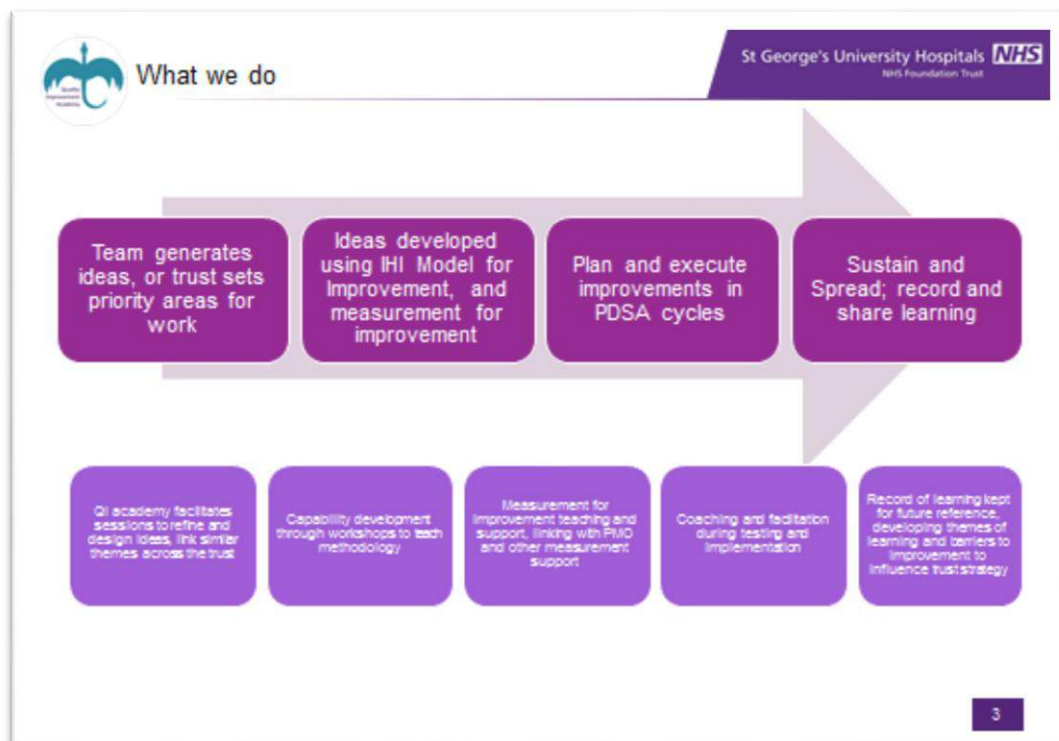 Quality
Improvement
Academy
What we do
St George's University Hospitals NHS
NHS Foundation Trust
Team generates
ideas, or trust sets
priority areas for
work
Ideas developed
using IHI Model for
Improvement, and
measurement for
improvement
Plan and execute
improvements in
PDSA cycles
Sustain and
Spread; record and
share learning
QI academy facilitates
sessions to refine and
design ideas, link similar
themes across the trust
Capability development
through workshops to teach
methodology
Measurement for
Improvement teaching and
support, linking with PMO
and other measurement
support
Coaching and facilitation
during testing and
implementation
Record of learning kept
for future reference,
developing themes of
learning and barriers to
improvement to
influence trust strategy
3